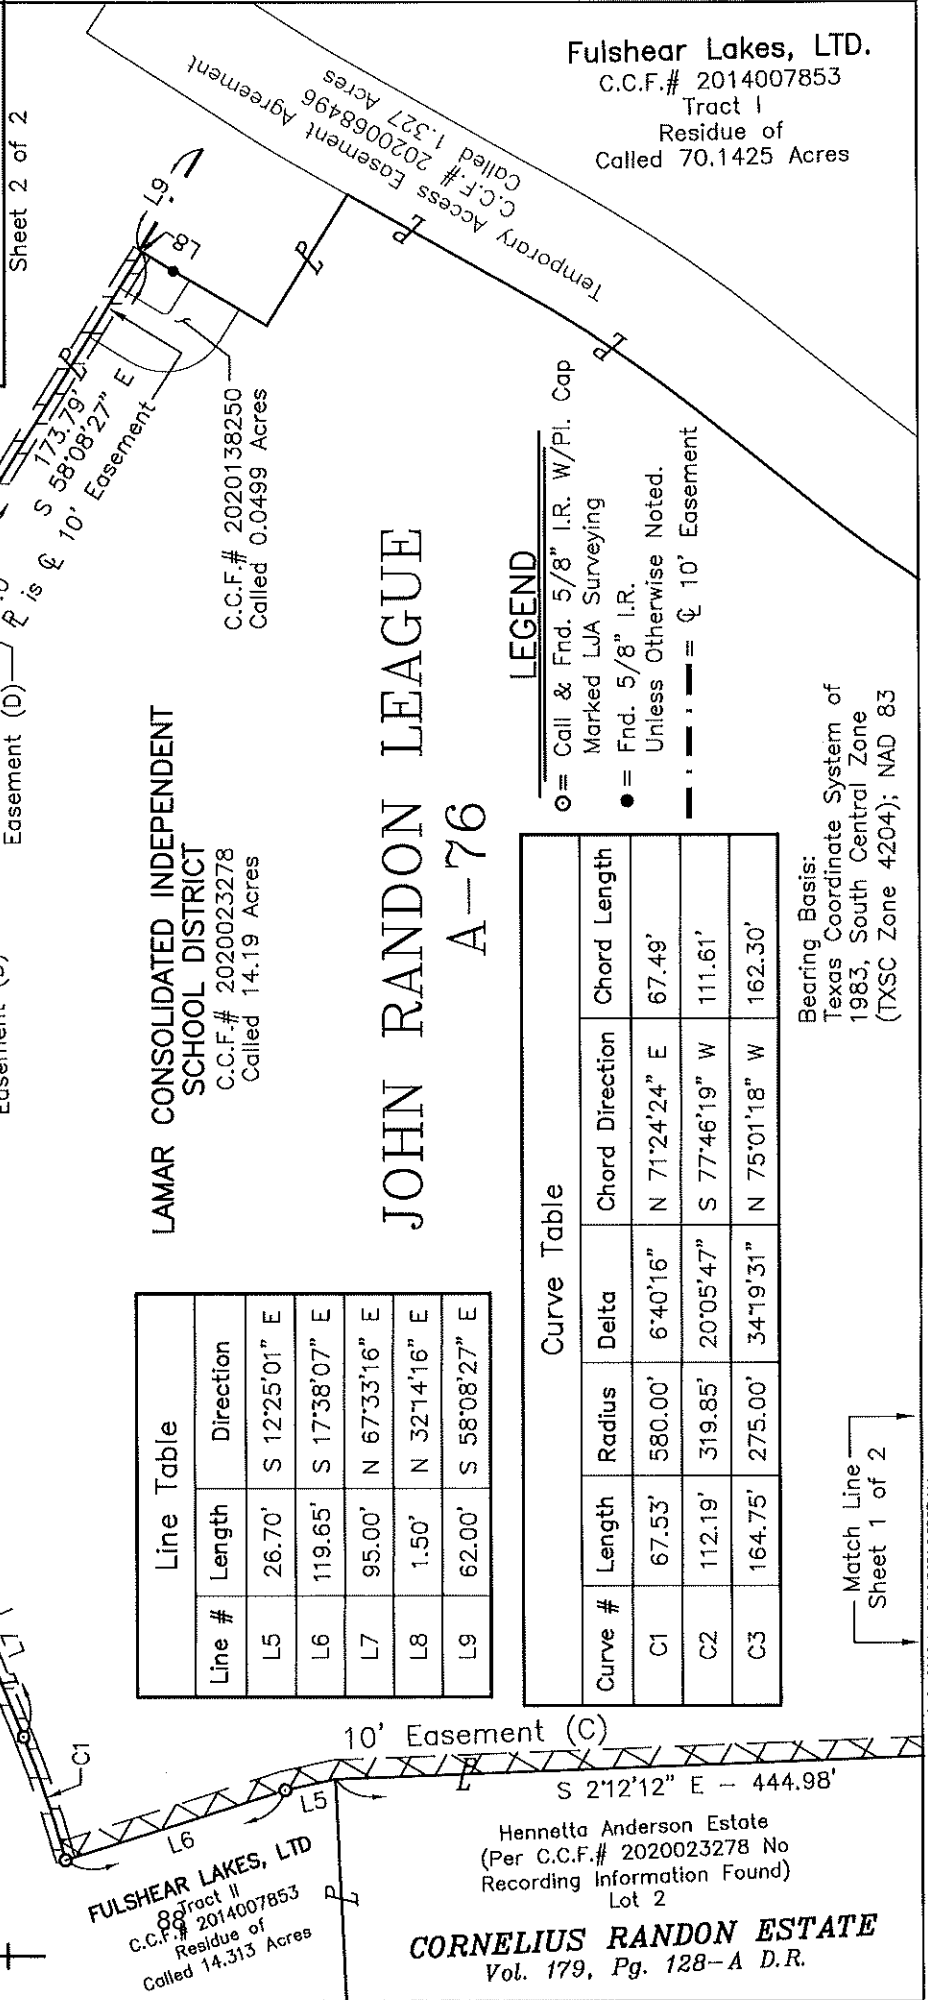 Sheet 2 of 2
Fulshear Lakes, LTD.
C.C.F.# 2014007853
Tract I
Residue of
Called 70.1425 Acres
Temporary Access Easement Agreement
C.C.F.# 2020068496
Called 1.327
Acres
L9
L8
173.79'
S 58°08'27" E
℄ 10' Easement
Easement (D)
C.C.F.# 2020138250
Called 0.0499 Acres
LAMAR CONSOLIDATED INDEPENDENT
SCHOOL DISTRICT
C.C.F.# 2020023278
Called 14.19 Acres
JOHN RANDON LEAGUE
A-76
LEGEND
⊙= Call & Fnd. 5/8" I.R. W/Pl. Cap
Marked LJA Surveying
● = Fnd. 5/8" I.R.
Unless Otherwise Noted.
= ℄ 10' Easement
Line Table
Line # Length Direction
L5 26.70' S 12°25'01" E
L6 119.65' S 17°38'07" E
L7 95.00' N 67°33'16" E
L8 1.50' N 32°14'16" E
L9 62.00' S 58°08'27" E
Curve Table
Curve # Length Radius Delta Chord Direction Chord Length
C1 67.53' 580.00' 6°40'16" N 71°24'24" E 67.49'
C2 112.19' 319.85' 20°05'47" S 77°46'19" W 111.61'
C3 164.75' 275.00' 34°19'31" N 75°01'18" W 162.30'
Bearing Basis:
Texas Coordinate System of
1983, South Central Zone
(TXSC Zone 4204); NAD 83
Match Line
Sheet 1 of 2
L7
C1
L6
L5
10' Easement (C)
S 2°12'12" E - 444.98'
FULSHEAR LAKES, LTD
Tract II
88
C.C.F.# 2014007853
Residue of
Called 14.313 Acres
Hennetta Anderson Estate
(Per C.C.F.# 2020023278 No
Recording Information Found)
Lot 2
CORNELIUS RANDON ESTATE
Vol. 179, Pg. 128-A D.R.